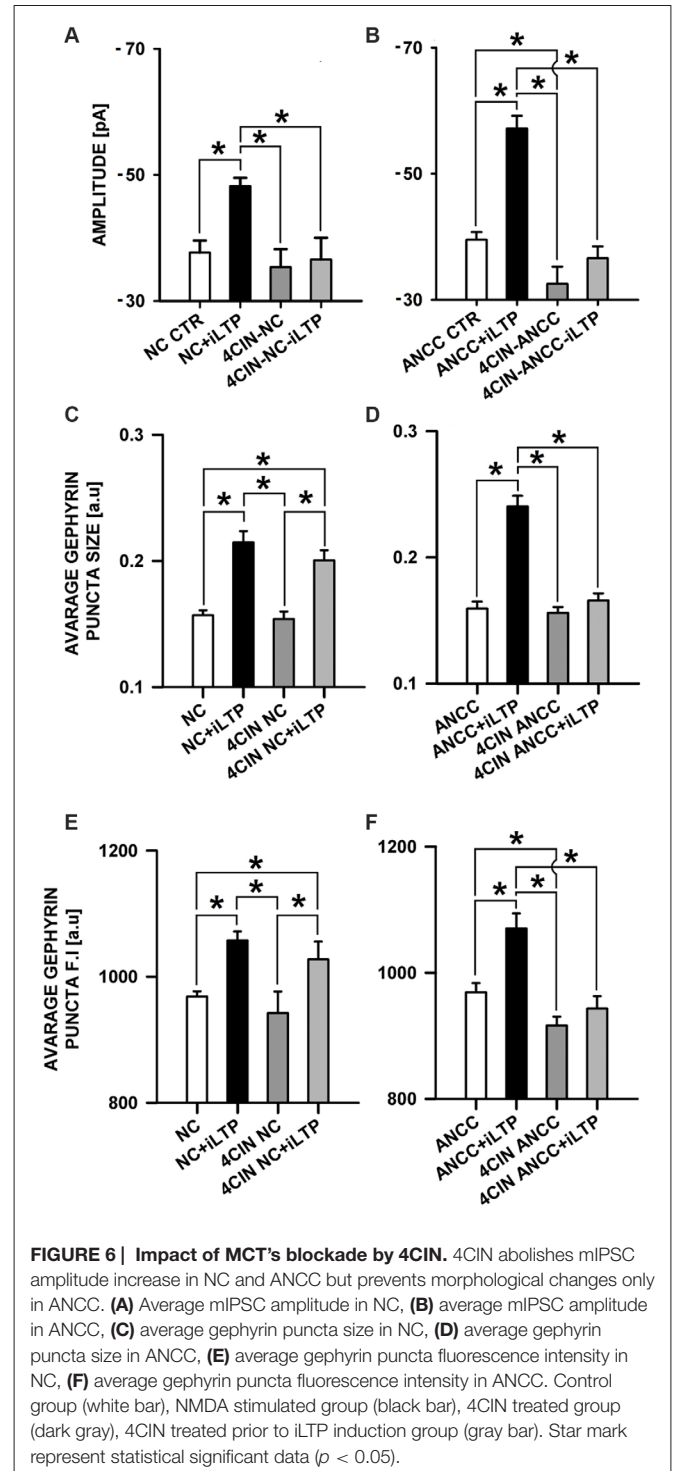 A
AMPLITUDE [pA]
- 70
- 50
- 30
*
*
*
NC CTR
NC+iLTP
4CIN-NC
4CIN-NC-iLTP
B
- 70
- 50
- 30
*
*
*
*
ANCC CTR
ANCC+iLTP
4CIN-ANCC
4CIN-ANCC-iLTP
C
AVARAGE GEPHYRIN
PUNCTA SIZE [a.u]
0.3
0.2
0.1
*
*
*
*
NC
NC+iLTP
4CIN NC
4CIN NC+iLTP
D
0.3
0.2
0.1
*
*
*
ANCC
ANCC+iLTP
4CIN ANCC
4CIN ANCC+iLTP
E
AVARAGE GEPHYRIN
PUNCTA F.I [a.u]
1200
1000
800
*
*
*
*
NC
NC+iLTP
4CIN NC
4CIN NC+iLTP
F
1200
1000
800
*
*
*
*
ANCC
ANCC+iLTP
4CIN ANCC
4CIN ANCC+iLTP
FIGURE 6 | Impact of MCT's blockade by 4CIN. 4CIN abolishes mIPSC
amplitude increase in NC and ANCC but prevents morphological changes only
in ANCC. (A) Average mIPSC amplitude in NC, (B) average mIPSC amplitude
in ANCC, (C) average gephyrin puncta size in NC, (D) average gephyrin
puncta size in ANCC, (E) average gephyrin puncta fluorescence intensity in
NC, (F) average gephyrin puncta fluorescence intensity in ANCC. Control
group (white bar), NMDA stimulated group (black bar), 4CIN treated group
(dark gray), 4CIN treated prior to iLTP induction group (gray bar). Star mark
represent statistical significant data (p < 0.05).